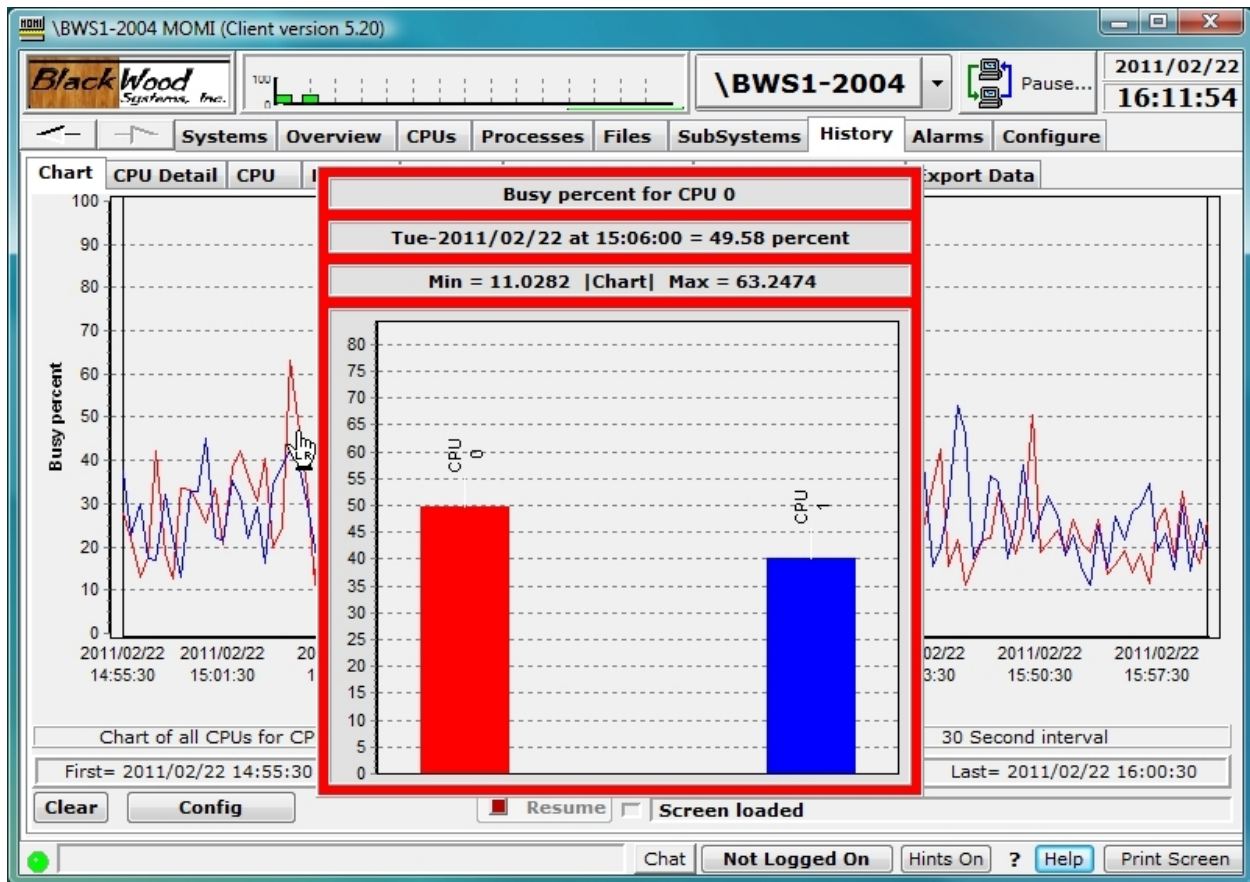 MOMI
\BWS1-2004 MOMI (Client version 5.20)
BlackWood
Systems, Inc.
100
0
\BWS1-2004
Pause...
2011/02/22
16:11:54
Systems Overview CPUs Processes Files SubSystems History Alarms Configure
Chart CPU Detail CPU
Export Data
Busy percent for CPU 0
Tue-2011/02/22 at 15:06:00 = 49.58 percent
Min = 11.0282 |Chart| Max = 63.2474
Busy percent
100
90
80
70
60
50
40
30
20
10
0
L R
80
75
70
65
60
55
50
45
40
35
30
25
20
15
10
5
0
CPU
0
CPU
1
2011/02/22 2011/02/22 20
14:55:30 15:01:30 1
02/22 2011/02/22 2011/02/22
3:30 15:50:30 15:57:30
Chart of all CPUs for CP
30 Second interval
First= 2011/02/22 14:55:30
Last= 2011/02/22 16:00:30
Clear Config Resume Screen loaded
Chat Not Logged On Hints On ? Help Print Screen